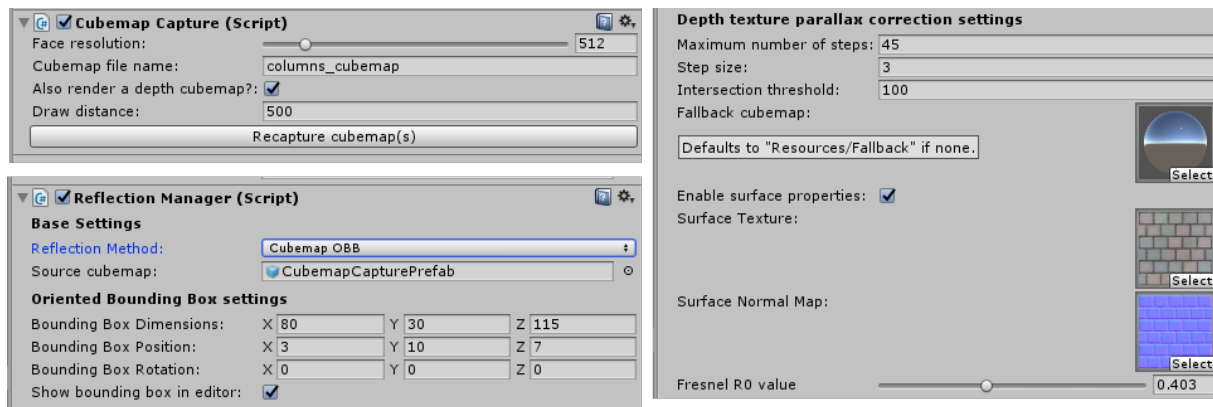 Cubemap Capture (Script)
Face resolution: 512
Cubemap file name: columns_cubemap
Also render a depth cubemap?:
Draw distance: 500
Recapture cubemap(s)
Reflection Manager (Script)
Base Settings
Reflection Method: Cubemap OBB
Source cubemap: CubemapCapturePrefab
Oriented Bounding Box settings
Bounding Box Dimensions: X 80 Y 30 Z 115
Bounding Box Position: X 3 Y 10 Z 7
Bounding Box Rotation: X 0 Y 0 Z 0
Show bounding box in editor:
Depth texture parallax correction settings
Maximum number of steps: 45
Step size: 3
Intersection threshold: 100
Fallback cubemap:
Defaults to "Resources/Fallback" if none.
Select
Enable surface properties:
Surface Texture:
Select
Surface Normal Map:
Select
Fresnel R0 value 0.403